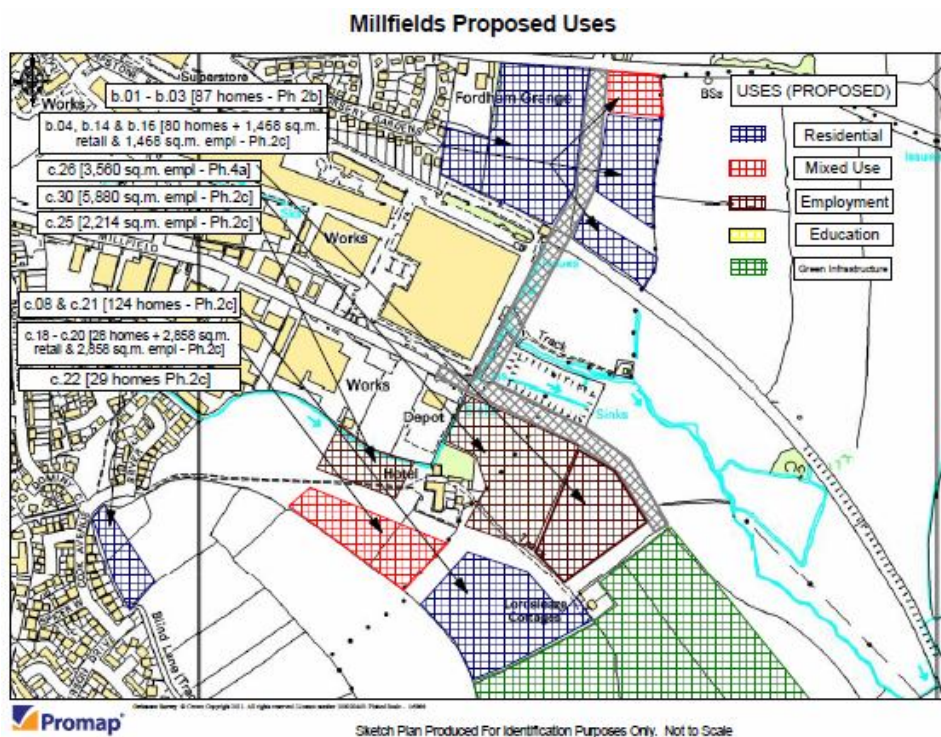 Millfields Proposed Uses
Superstore
Works
b.01 - b.03 [87 homes - Ph 2b]
Fordham Grange
BSs
USES (PROPOSED)
b.04, b.14 & b.16 [80 homes + 1,468 sq.m.
retail & 1,468 sq.m. empl - Ph.2c]
Residential
Issues
c.26 [3,560 sq.m. empl - Ph.4a]
Mixed Use
c.30 [5,880 sq.m. empl - Ph.2c]
Employment
c.25 [2,214 sq.m. empl - Ph.2c]
Works
Education
MILLFIELD
Issues
Green Infrastructure
c.08 & c.21 [124 homes - Ph.2c]
c.18 - c.20 [28 homes + 2,858 sq.m.
retail & 2,858 sq.m. empl - Ph.2c]
Track
c.22 [29 homes Ph.2c]
Works
Sinks
Depot
Hotel
Lordsleaze
Cottages
Blind Lane (Track)
Promap
Sketch Plan Produced For Identification Purposes Only. Not to Scale